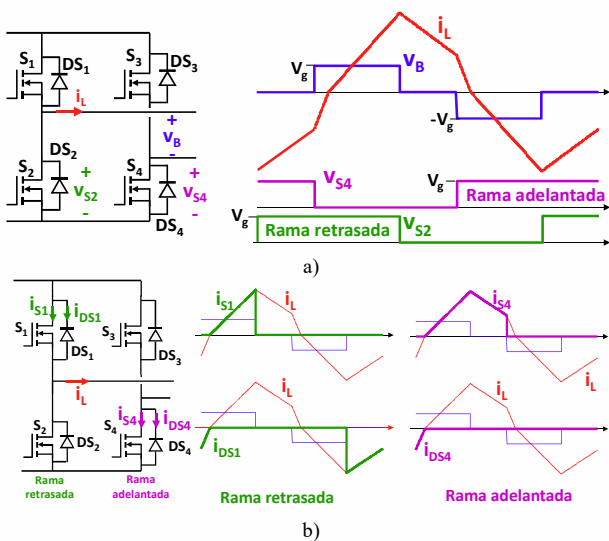 S1
DS1
S3
DS3
iL
+
vB
-
DS2
S2
+
vS2
-
S4
+
vS4
-
DS4
Vg
vB
iL
-Vg
vS4
Vg
Rama adelantada
Vg
Rama retrasada
vS2
a)
iS1
iDS1
S1
DS1
S3
DS3
iL
iS4
iDS4
S2
DS2
S4
DS4
Rama
retrasada
Rama
adelantada
iS1
iL
iS4
iL
iL
iDS1
iL
iDS4
iL
Rama retrasada
Rama adelantada
b)